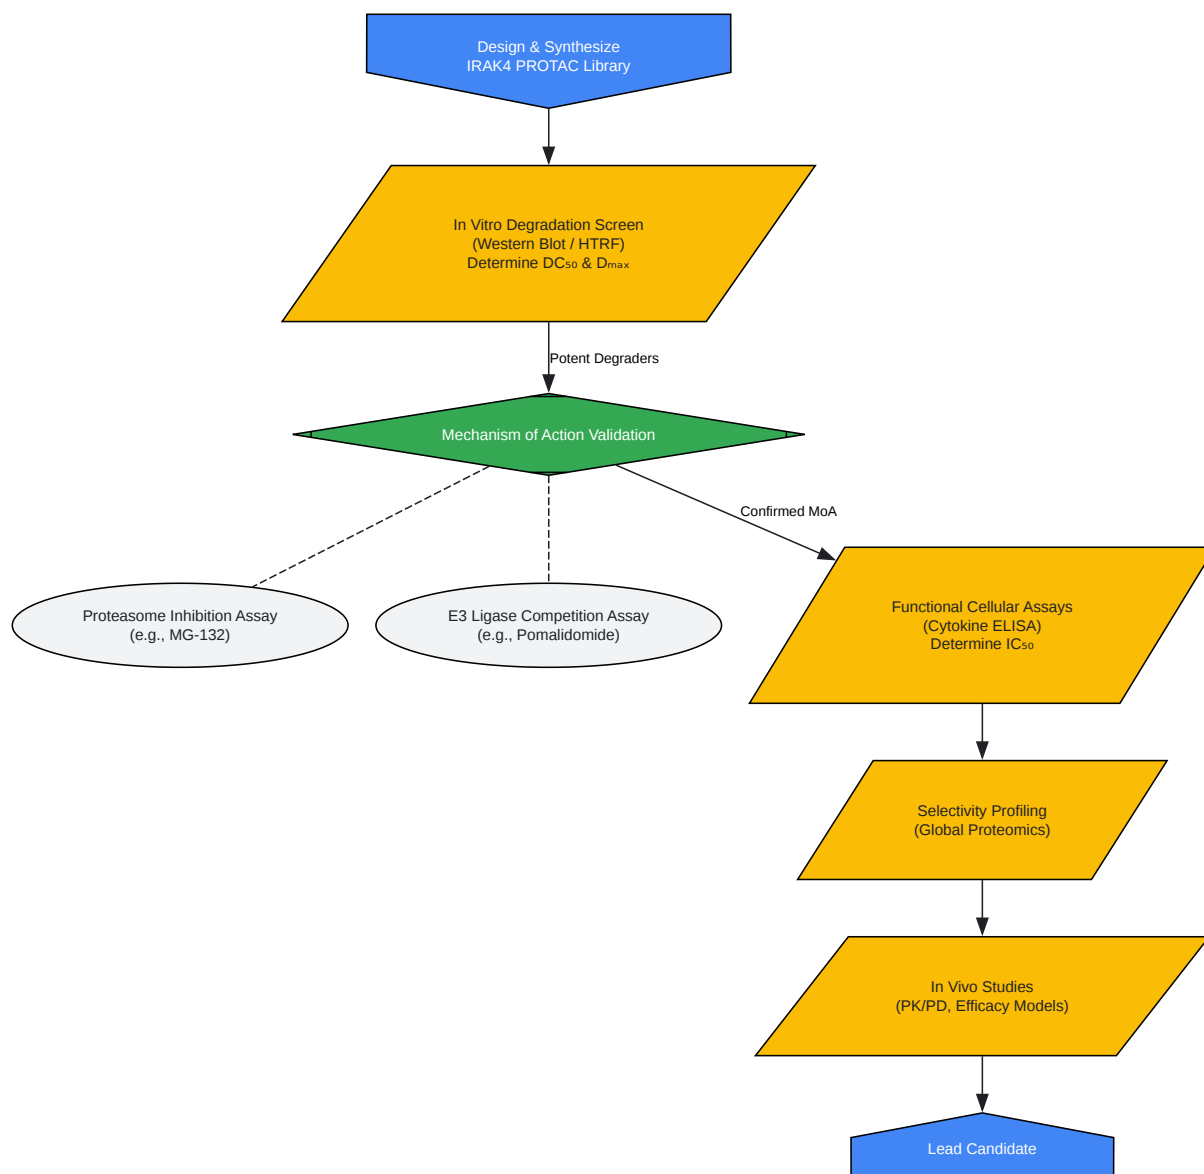 Design & Synthesize
IRAK4 PROTAC Library
In Vitro Degradation Screen
(Western Blot / HTRF)
Determine DC₅₀ & Dₘₐₓ
Potent Degraders
Mechanism of Action Validation
Confirmed MoA
Proteasome Inhibition Assay
(e.g., MG-132)
E3 Ligase Competition Assay
(e.g., Pomalidomide)
Functional Cellular Assays
(Cytokine ELISA)
Determine IC₅₀
Selectivity Profiling
(Global Proteomics)
In Vivo Studies
(PK/PD, Efficacy Models)
Lead Candidate